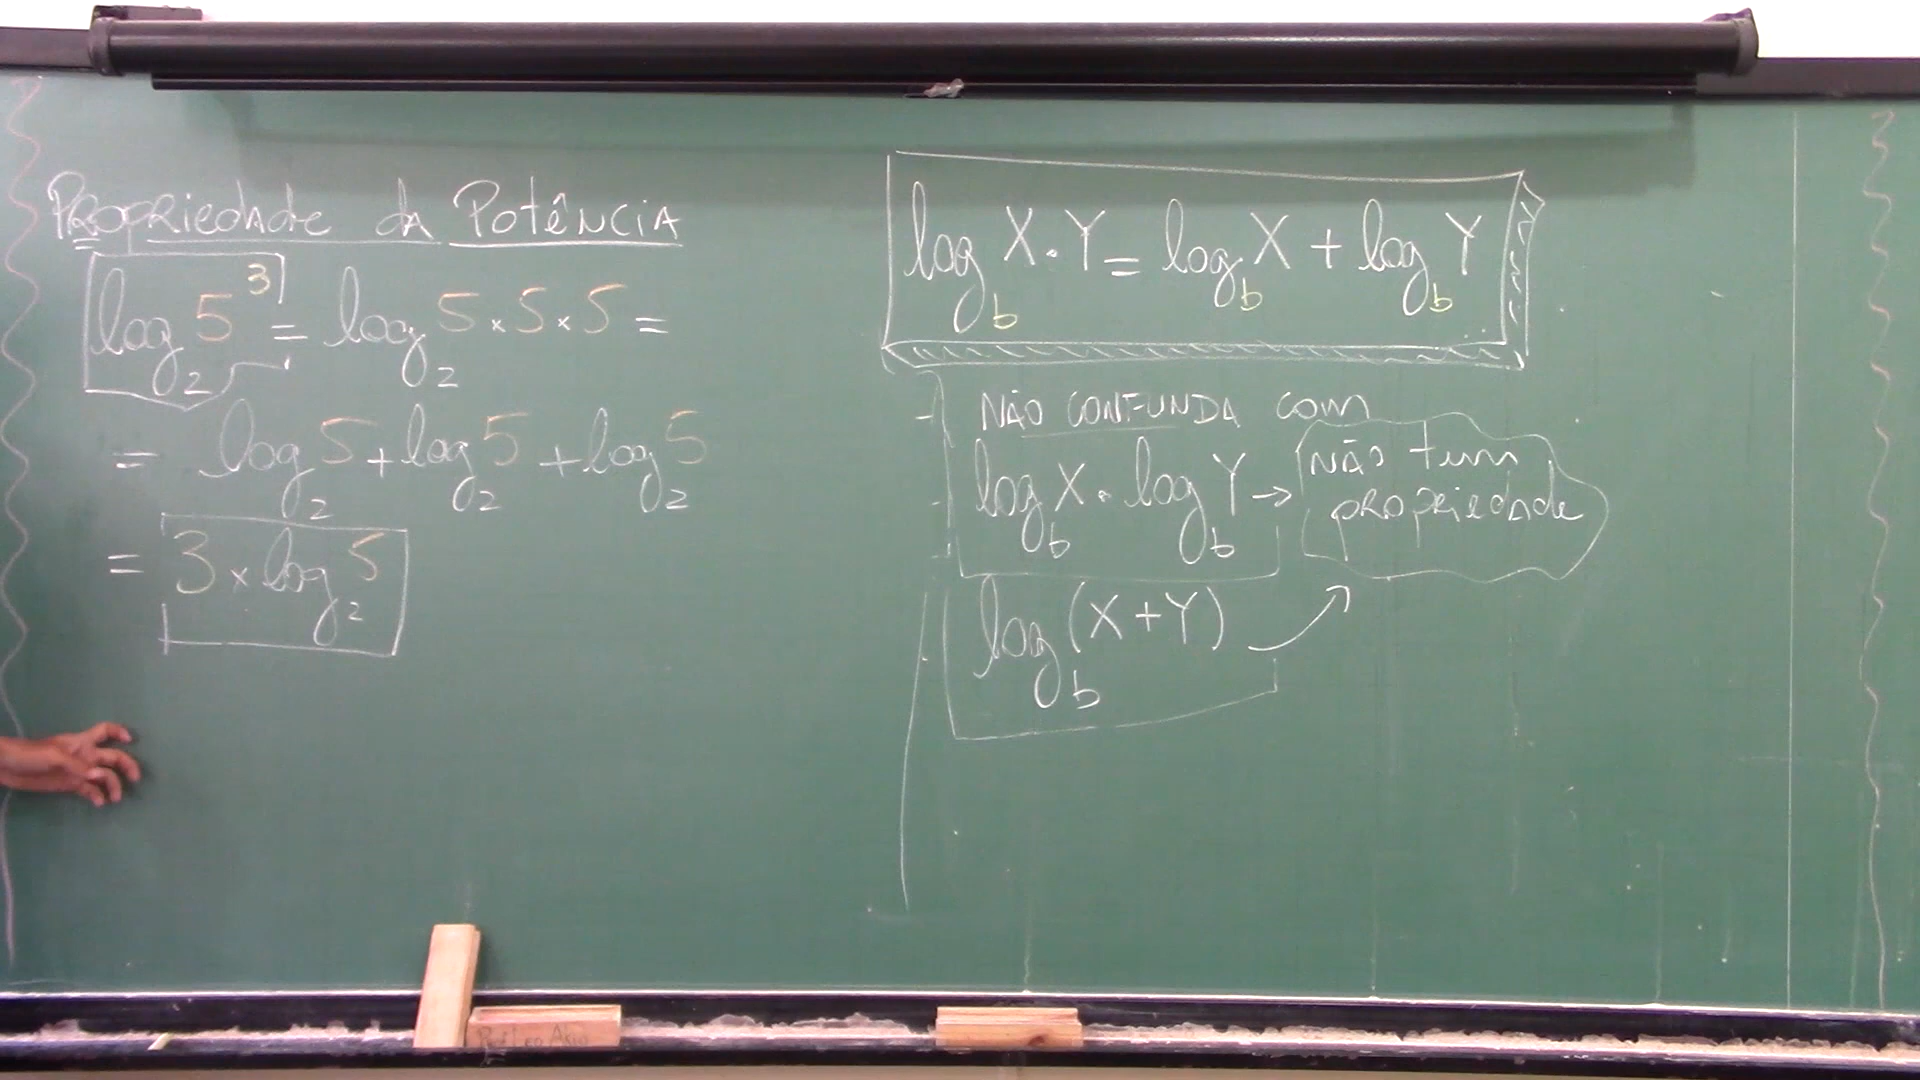 Propriedade da Potência
log₂ 5³ = log₂ 5 × 5 × 5 =
= log₂ 5 + log₂ 5 + log₂ 5
= 3 × log₂ 5
log_b X · Y = log_b X + log_b Y
NÃO CONFUNDA com
log_b X · log_b Y → NÃO tem
propriedade
log_b (X + Y)